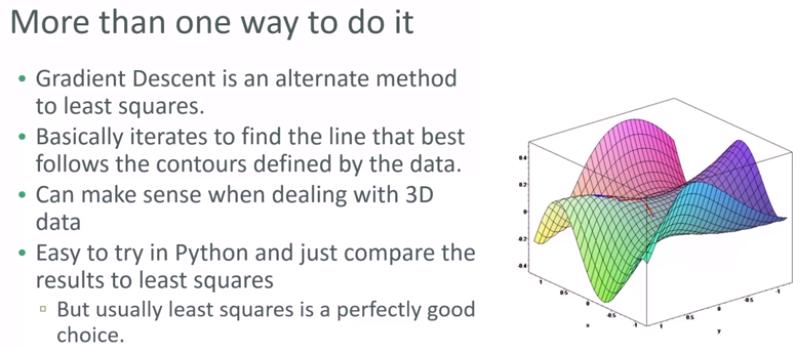 More than one way to do it
• Gradient Descent is an alternate method
to least squares.
• Basically iterates to find the line that best
follows the contours defined by the data.
• Can make sense when dealing with 3D
data
• Easy to try in Python and just compare the
results to least squares
▫ But usually least squares is a perfectly good
choice.
0.4
0.2
0
-0.2
-0.4
1
0.5
0
-0.5
-1
x
1
0.5
0
-0.5
-1
y